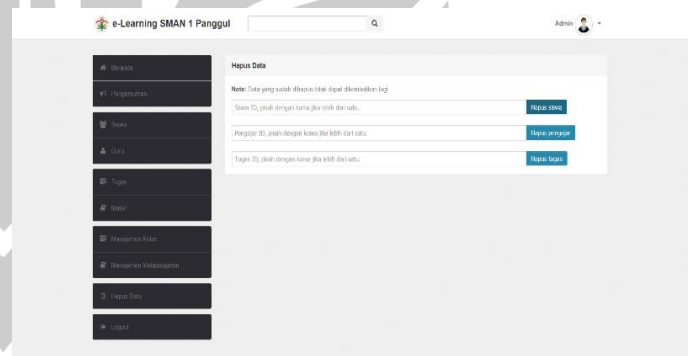 e-Learning SMAN 1 Panggul
Admin
Beranda
Pengumuman
Siswa
Guru
Tugas
Materi
Manajemen Kelas
Manajemen Matapelajaran
Hapus Data
Logout
Hapus Data
Note: Data yang sudah dihapus tidak dapat dikembalikan lagi
Siswa ID, pisah dengan koma jika lebih dari satu.
Hapus siswa
Pengajar ID, pisah dengan koma jika lebih dari satu.
Hapus pengajar
Tugas ID, pisah dengan koma jika lebih dari satu.
Hapus tugas